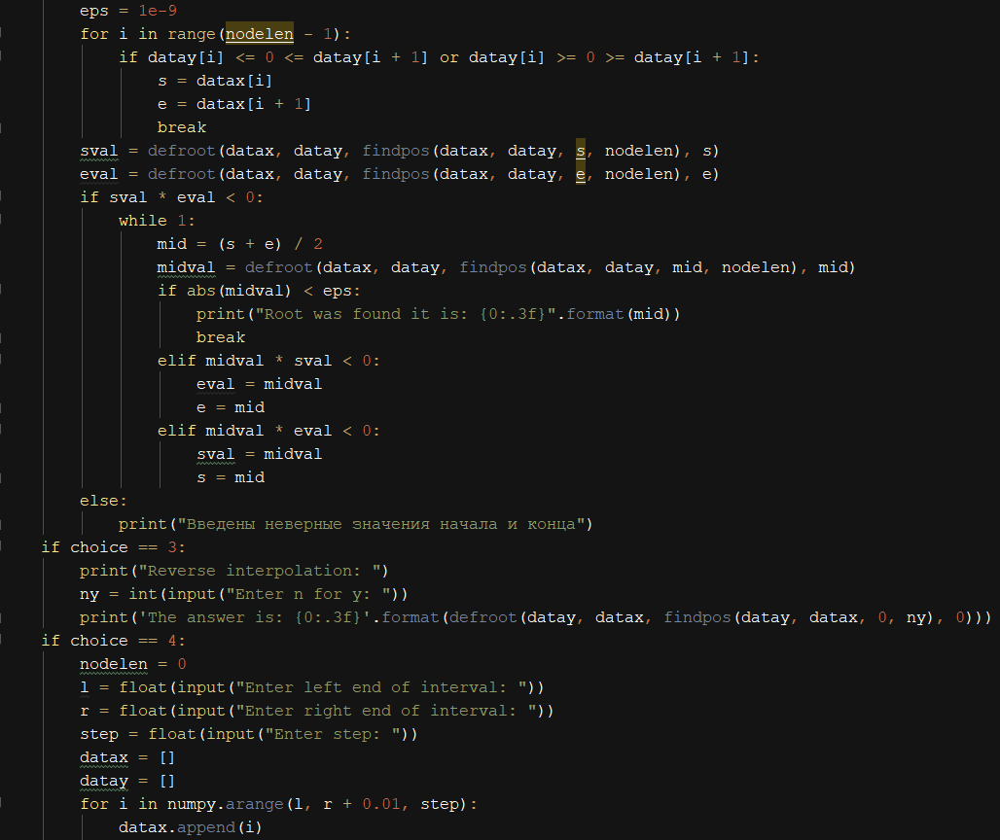 eps = 1e-9
for i in range(nodelen - 1):
if datay[i] <= 0 <= datay[i + 1] or datay[i] >= 0 >= datay[i + 1]:
s = datax[i]
e = datax[i + 1]
break
sval = defroot(datax, datay, findpos(datax, datay, s, nodelen), s)
eval = defroot(datax, datay, findpos(datax, datay, e, nodelen), e)
if sval * eval < 0:
while 1:
mid = (s + e) / 2
midval = defroot(datax, datay, findpos(datax, datay, mid, nodelen), mid)
if abs(midval) < eps:
print("Root was found it is: {0:.3f}".format(mid))
break
elif midval * sval < 0:
eval = midval
e = mid
elif midval * eval < 0:
sval = midval
s = mid
else:
print("Введены неверные значения начала и конца")
if choice == 3:
print("Reverse interpolation: ")
ny = int(input("Enter n for y: "))
print('The answer is: {0:.3f}'.format(defroot(datay, datax, findpos(datay, datax, 0, ny), 0)))
if choice == 4:
nodelen = 0
l = float(input("Enter left end of interval: "))
r = float(input("Enter right end of interval: "))
step = float(input("Enter step: "))
datax = []
datay = []
for i in numpy.arange(l, r + 0.01, step):
datax.append(i)